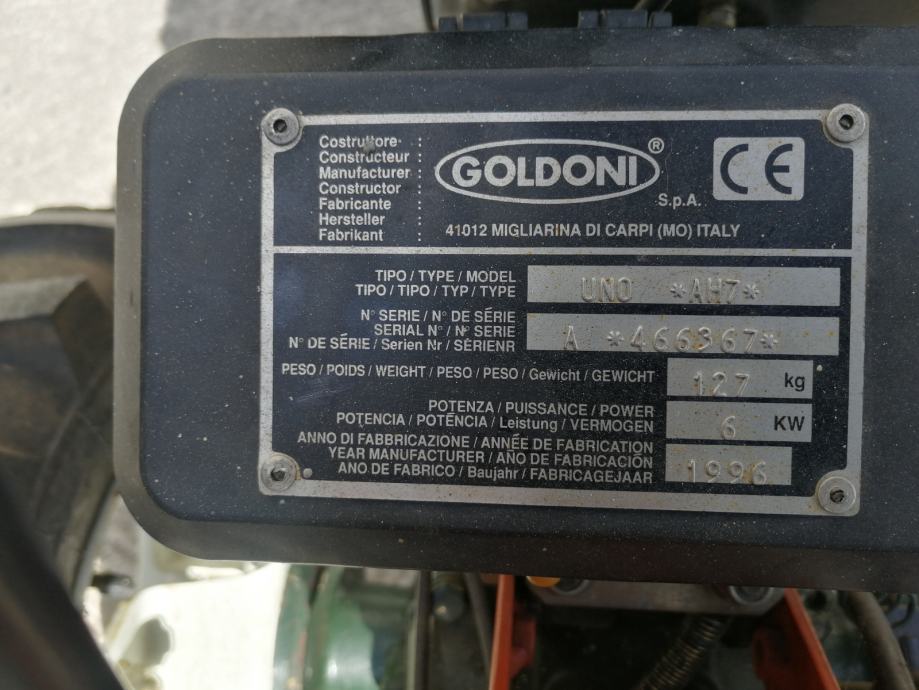 Costruttore :
Constructeur :
Manufacturer :
Constructor :
Fabricante :
Hersteller :
Fabrikant :
GOLDONI ®
S.p.A.
CE
41012 MIGLIARINA DI CARPI (MO) ITALY
TIPO / TYPE / MODEL
TIPO / TIPO / TYP / TYPE
UNO *AH7*
N° SERIE / N° DE SÉRIE
SERIAL N° / Nº SERIE
N° DE SÉRIE / Serien Nr / SÉRIENR
A *466367*
PESO / POIDS / WEIGHT / PESO / PESO / Gewicht / GEWICHT
127 kg
POTENZA / PUISSANCE / POWER
POTENCIA / POTÊNCIA / Leistung / VERMOGEN
6 KW
ANNO DI FABBRICAZIONE / ANNÉE DE FABRICATION
YEAR MANUFACTURER / AÑO DE FABRICACIÓN
ANO DE FABRICO / Baujahr / FABRICAGEJAAR
1996